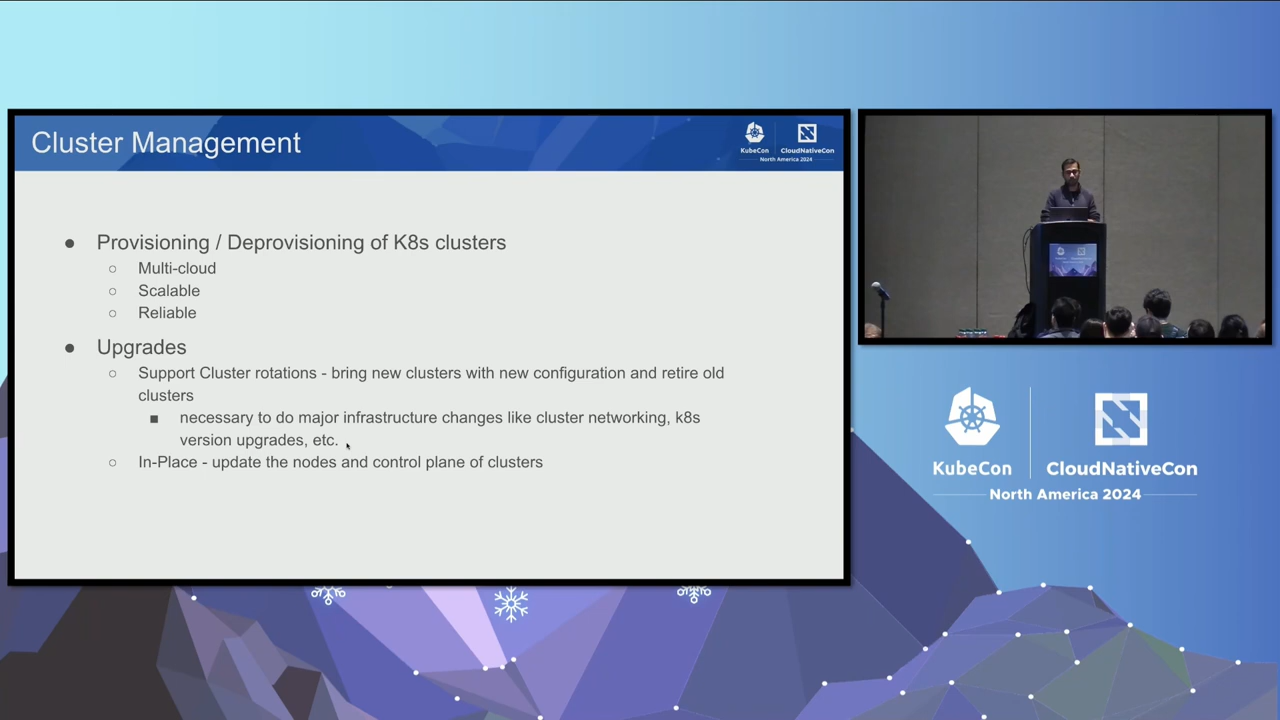 Cluster Management
KubeCon
CloudNativeCon
North America 2024
Provisioning / Deprovisioning of K8s clusters
Multi-cloud
Scalable
Reliable
Upgrades
Support Cluster rotations - bring new clusters with new configuration and retire old
clusters
necessary to do major infrastructure changes like cluster networking, k8s
version upgrades, etc.
In-Place - update the nodes and control plane of clusters
KubeCon
CloudNativeCon
North America 2024